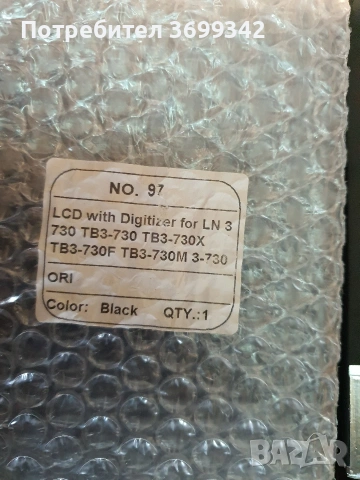 Потребител 3699342
NO. 97
LCD with Digitizer for LN 3
730 TB3-730 TB3-730X
TB3-730F TB3-730M 3-730
ORI
Color: Black QTY.:1
BAZAR